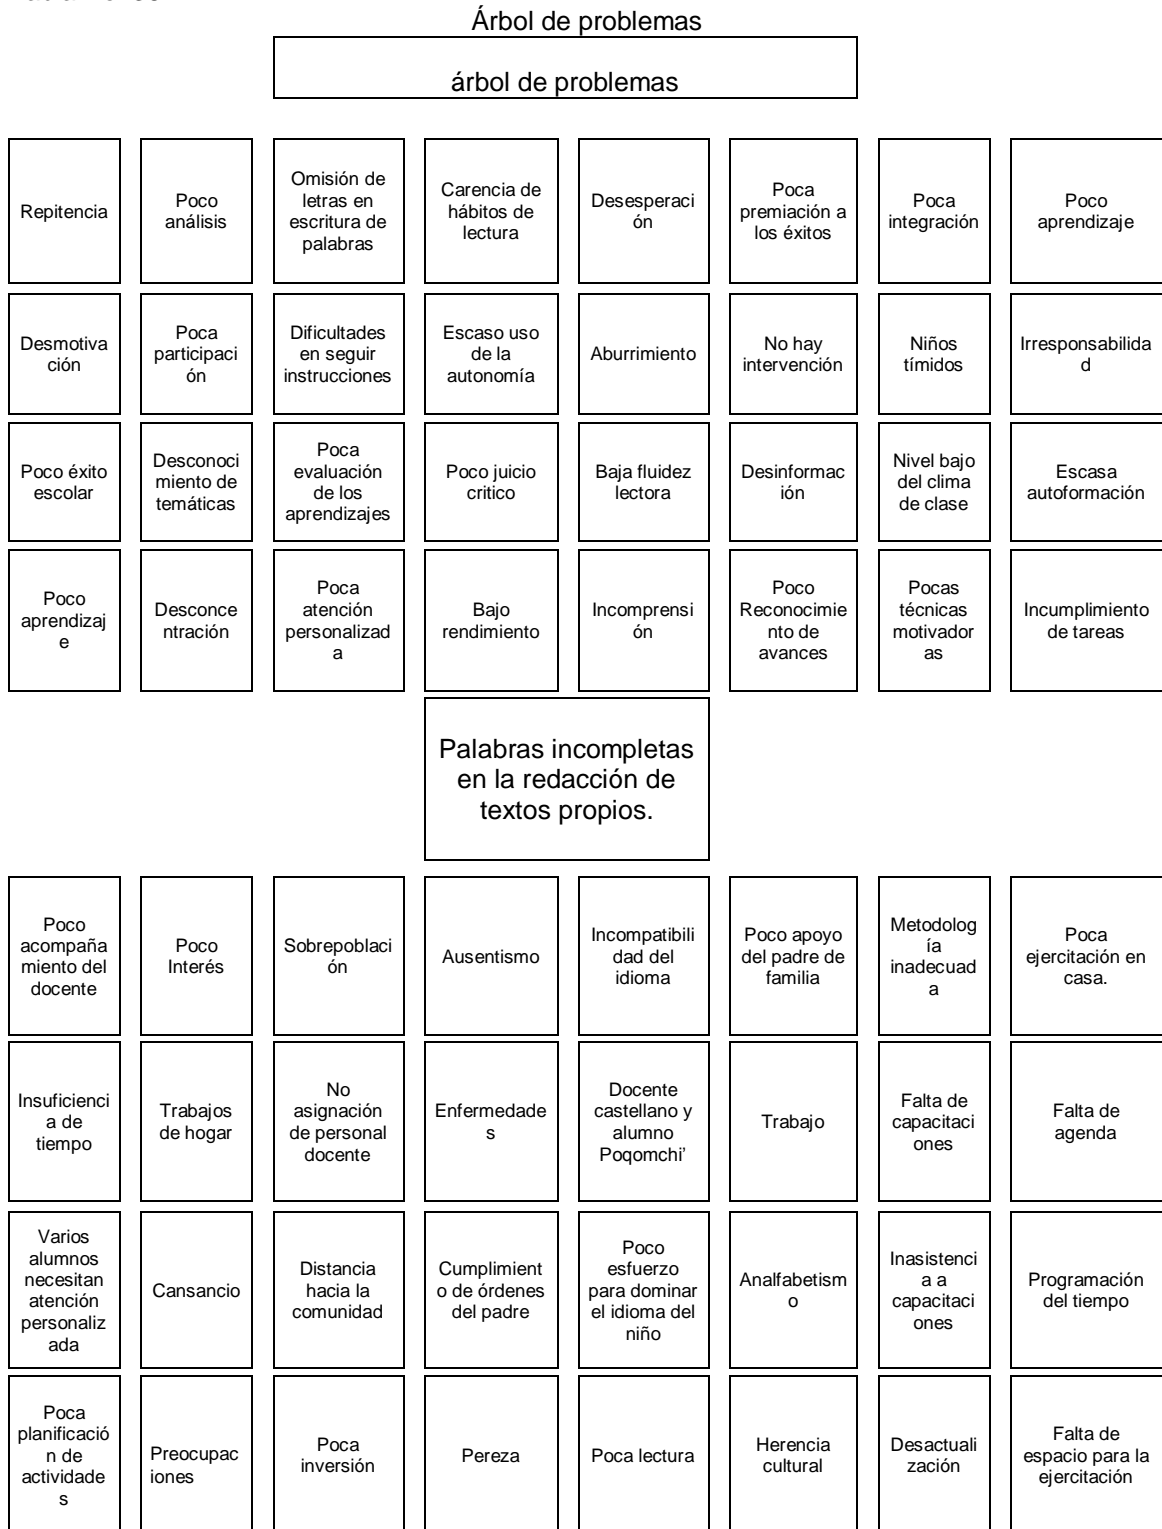 Árbol de problemas
árbol de problemas
Repitencia
Poco
análisis
Omisión de
letras en
escritura de
palabras
Carencia de
hábitos de
lectura
Desesperaci
ón
Poca
premiación a
los éxitos
Poca
integración
Poco
aprendizaje
Desmotiva
ción
Poca
participaci
ón
Dificultades
en seguir
instrucciones
Escaso uso
de la
autonomía
Aburrimiento
No hay
intervención
Niños
tímidos
Irresponsabilida
d
Poco éxito
escolar
Desconoci
miento de
temáticas
Poca
evaluación
de los
aprendizajes
Poco juicio
critico
Baja fluidez
lectora
Desinformac
ión
Nivel bajo
del clima
de clase
Escasa
autoformación
Poco
aprendizaj
e
Desconce
ntración
Poca
atención
personalizad
a
Bajo
rendimiento
Incomprensi
ón
Poco
Reconocimie
nto de
avances
Pocas
técnicas
motivador
as
Incumplimiento
de tareas
Palabras incompletas
en la redacción de
textos propios.
Poco
acompaña
miento del
docente
Poco
Interés
Sobrepoblaci
ón
Ausentismo
Incompatibili
dad del
idioma
Poco apoyo
del padre de
familia
Metodolog
ía
inadecuad
a
Poca
ejercitación en
casa.
Insuficienci
a de
tiempo
Trabajos
de hogar
No
asignación
de personal
docente
Enfermedade
s
Docente
castellano y
alumno
Poqomchi’
Trabajo
Falta de
capacitaci
ones
Falta de
agenda
Varios
alumnos
necesitan
atención
personaliz
ada
Cansancio
Distancia
hacia la
comunidad
Cumplimient
o de órdenes
del padre
Poco
esfuerzo
para dominar
el idioma del
niño
Analfabetism
o
Inasistenci
a a
capacitaci
ones
Programación
del tiempo
Poca
planificació
n de
actividade
s
Preocupac
iones
Poca
inversión
Pereza
Poca lectura
Herencia
cultural
Desactuali
zación
Falta de
espacio para la
ejercitación